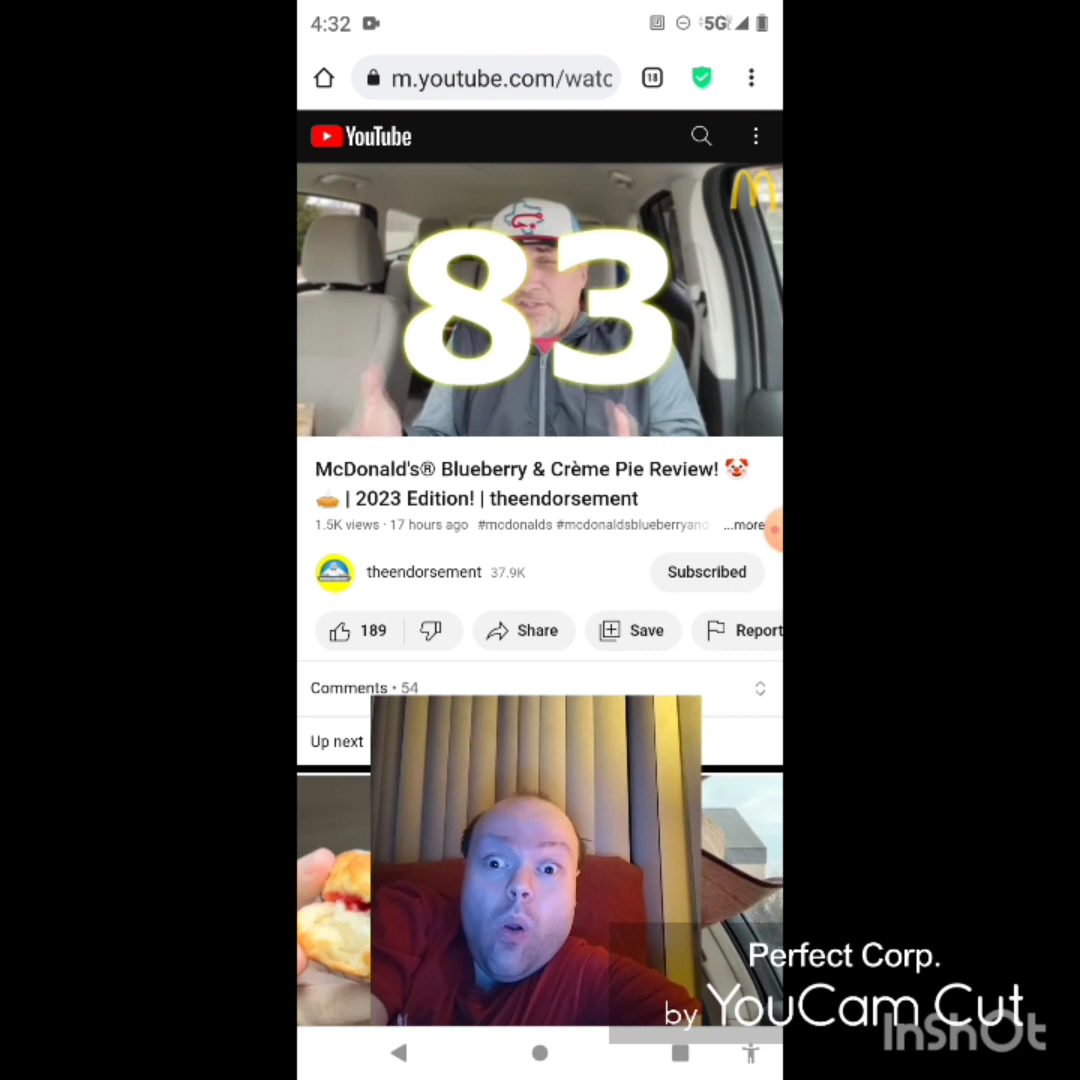 4:32
5G
m.youtube.com/watc
18
YouTube
83
McDonald's® Blueberry & Crème Pie Review! 🤡
🥧 | 2023 Edition! | theendorsement
1.5K views · 17 hours ago #mcdonalds #mcdonaldsblueberryand ...more
theendorsement 37.9K
Subscribed
189
Share
Save
Report
Comments • 54
Up next
Perfect Corp.
by YouCam Cut
InShOt